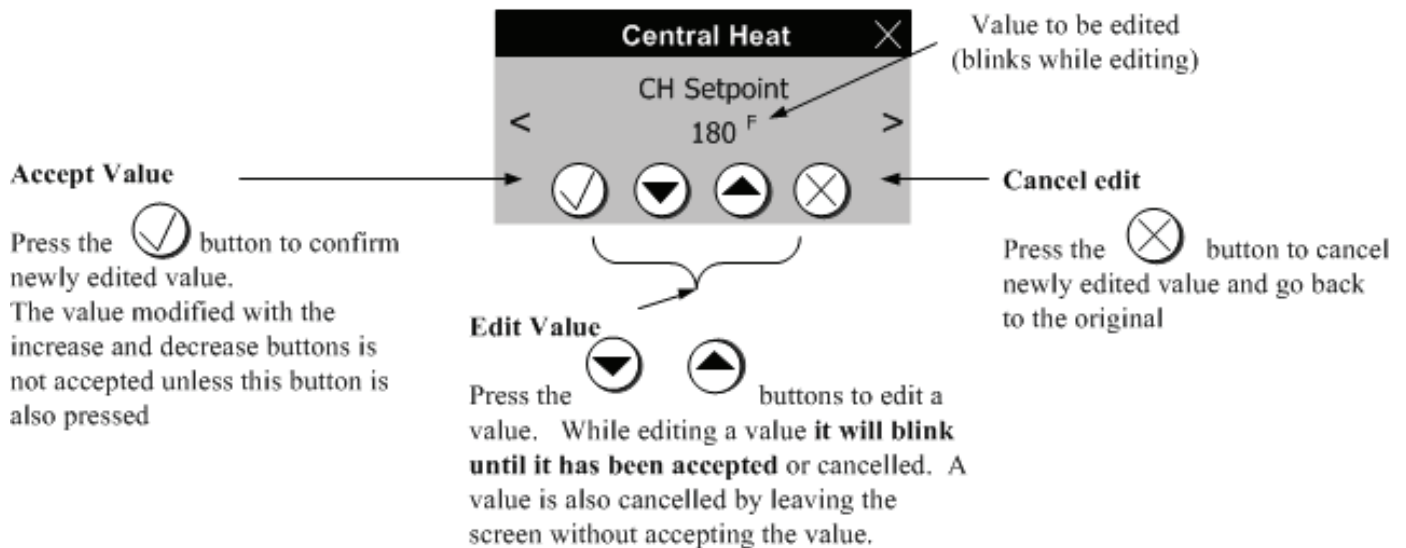 Central Heat
CH Setpoint
< 180 F >
Value to be edited
(blinks while editing)
Accept Value
Press the button to confirm
newly edited value.
The value modified with the
increase and decrease buttons is
not accepted unless this button is
also pressed
Edit Value
Press the buttons to edit a
value. While editing a value it will blink
until it has been accepted or cancelled. A
value is also cancelled by leaving the
screen without accepting the value.
Cancel edit
Press the button to cancel
newly edited value and go back
to the original